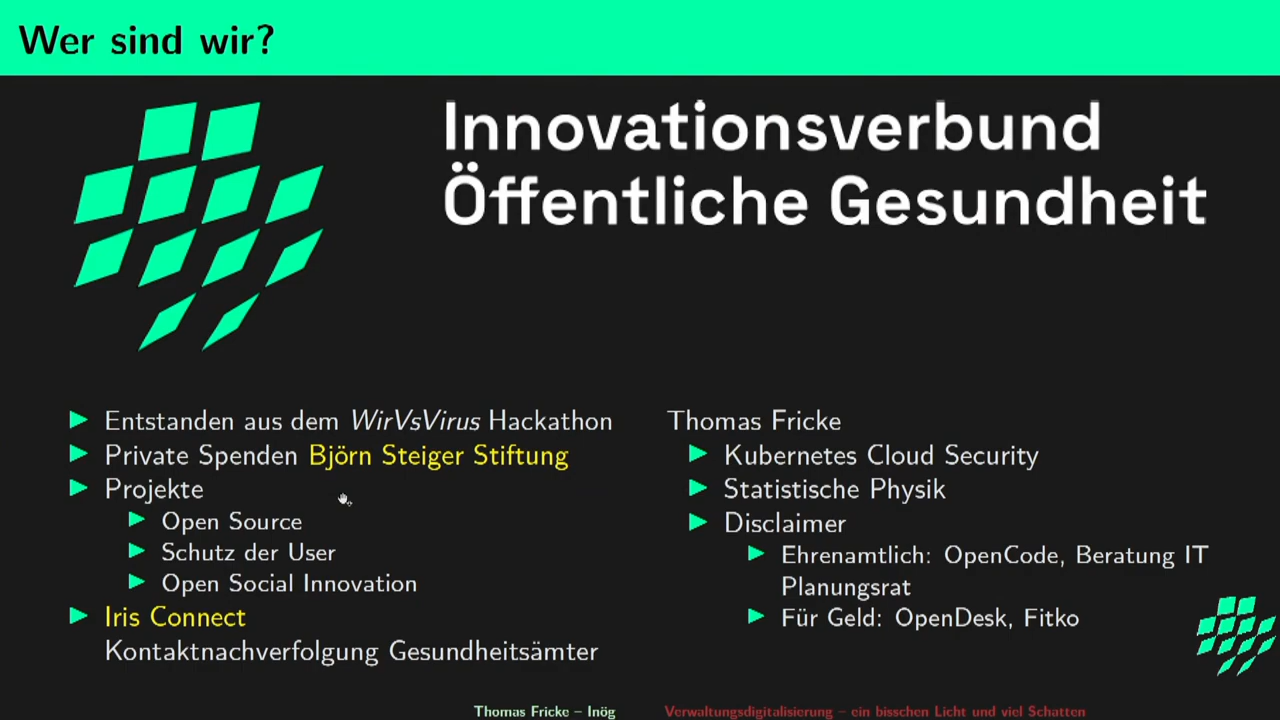 Wer sind wir?
Innovationsverbund
Öffentliche Gesundheit
Entstanden aus dem WirVsVirus Hackathon
Private Spenden Björn Steiger Stiftung
Projekte
Open Source
Schutz der User
Open Social Innovation
Iris Connect
Kontaktnachverfolgung Gesundheitsämter
Thomas Fricke
Kubernetes Cloud Security
Statistische Physik
Disclaimer
Ehrenamtlich: OpenCode, Beratung IT
Planungsrat
Für Geld: OpenDesk, Fitko
Thomas Fricke – Inög
Verwaltungsdigitalisierung – ein bisschen Licht und viel Schatten